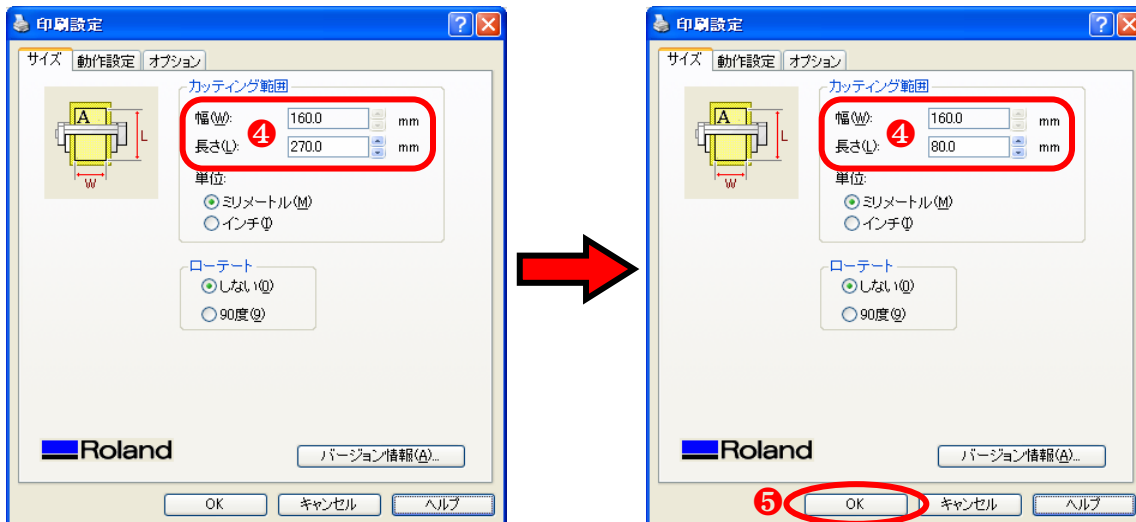 印刷設定
サイズ 動作設定 オプション
A
L
W
カッティング範囲
幅(W): 160.0 mm
❹
長さ(L): 270.0 mm
単位:
ミリメートル(M)
インチ(I)
ローテート
しない(0)
90度(9)
Roland
バージョン情報(A)...
OK キャンセル ヘルプ
印刷設定
サイズ 動作設定 オプション
A
L
W
カッティング範囲
幅(W): 160.0 mm
❹
長さ(L): 80.0 mm
単位:
ミリメートル(M)
インチ(I)
ローテート
しない(0)
90度(9)
Roland
バージョン情報(A)...
❺ OK キャンセル ヘルプ